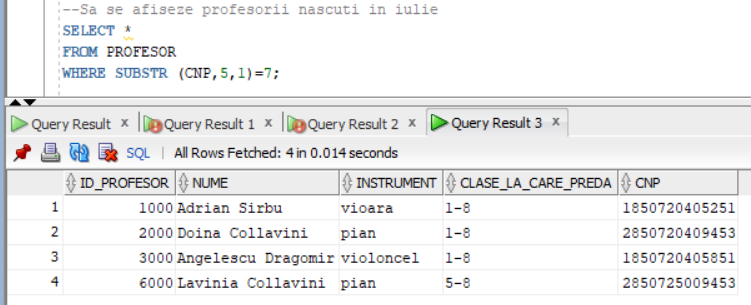 --Sa se afiseze profesorii nascuti in iulie
SELECT *
FROM PROFESOR
WHERE SUBSTR (CNP,5,1)=7;
Query Result x Query Result 1 x Query Result 2 x Query Result 3 x
SQL | All Rows Fetched: 4 in 0.014 seconds
ID_PROFESOR NUME INSTRUMENT CLASE_LA_CARE_PREDA CNP
1 1000 Adrian Sirbu vioara 1-8 1850720405251
2 2000 Doina Collavini pian 1-8 2850720409453
3 3000 Angelescu Dragomir violoncel 1-8 1850720405851
4 6000 Lavinia Collavini pian 5-8 2850725009453